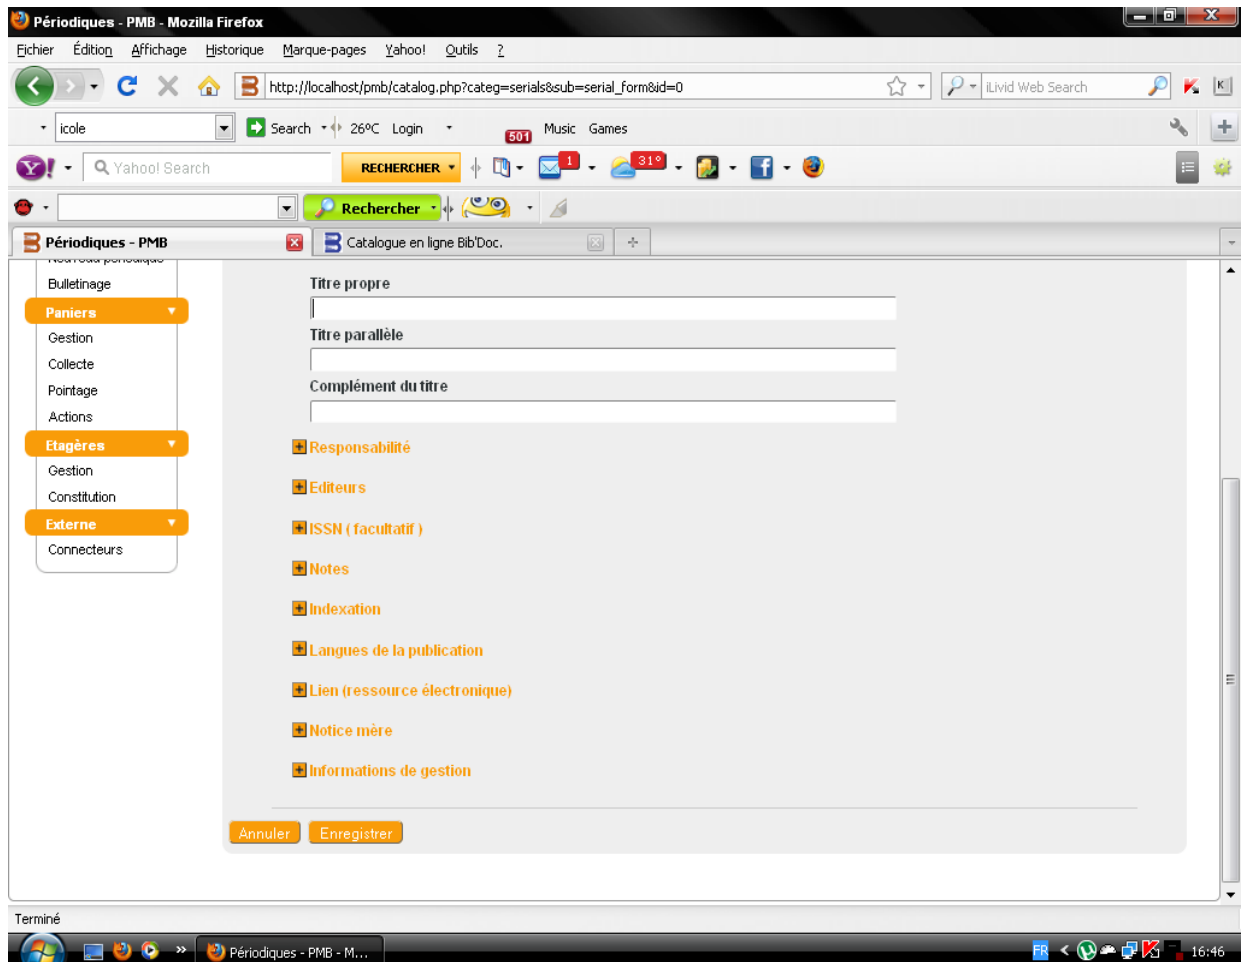 Périodiques - PMB - Mozilla Firefox
Fichier Édition Affichage Historique Marque-pages Yahoo! Outils ?
http://localhost/pmb/catalog.php?categ=serials&sub=serial_form&id=0 iLivid Web Search
icole Search 26ºC Login 501 Music Games
Y! Yahoo! Search RECHERCHER 1 31°
Rechercher
Périodiques - PMB Catalogue en ligne Bib'Doc.
Nouveau périodique
Bulletinage
Paniers
Gestion
Collecte
Pointage
Actions
Etagères
Gestion
Constitution
Externe
Connecteurs
Titre propre
Titre parallèle
Complément du titre
Responsabilité
Editeurs
ISSN ( facultatif )
Notes
Indexation
Langues de la publication
Lien (ressource électronique)
Notice mère
Informations de gestion
Annuler Enregistrer
Terminé
Périodiques - PMB - M... FR 16:46